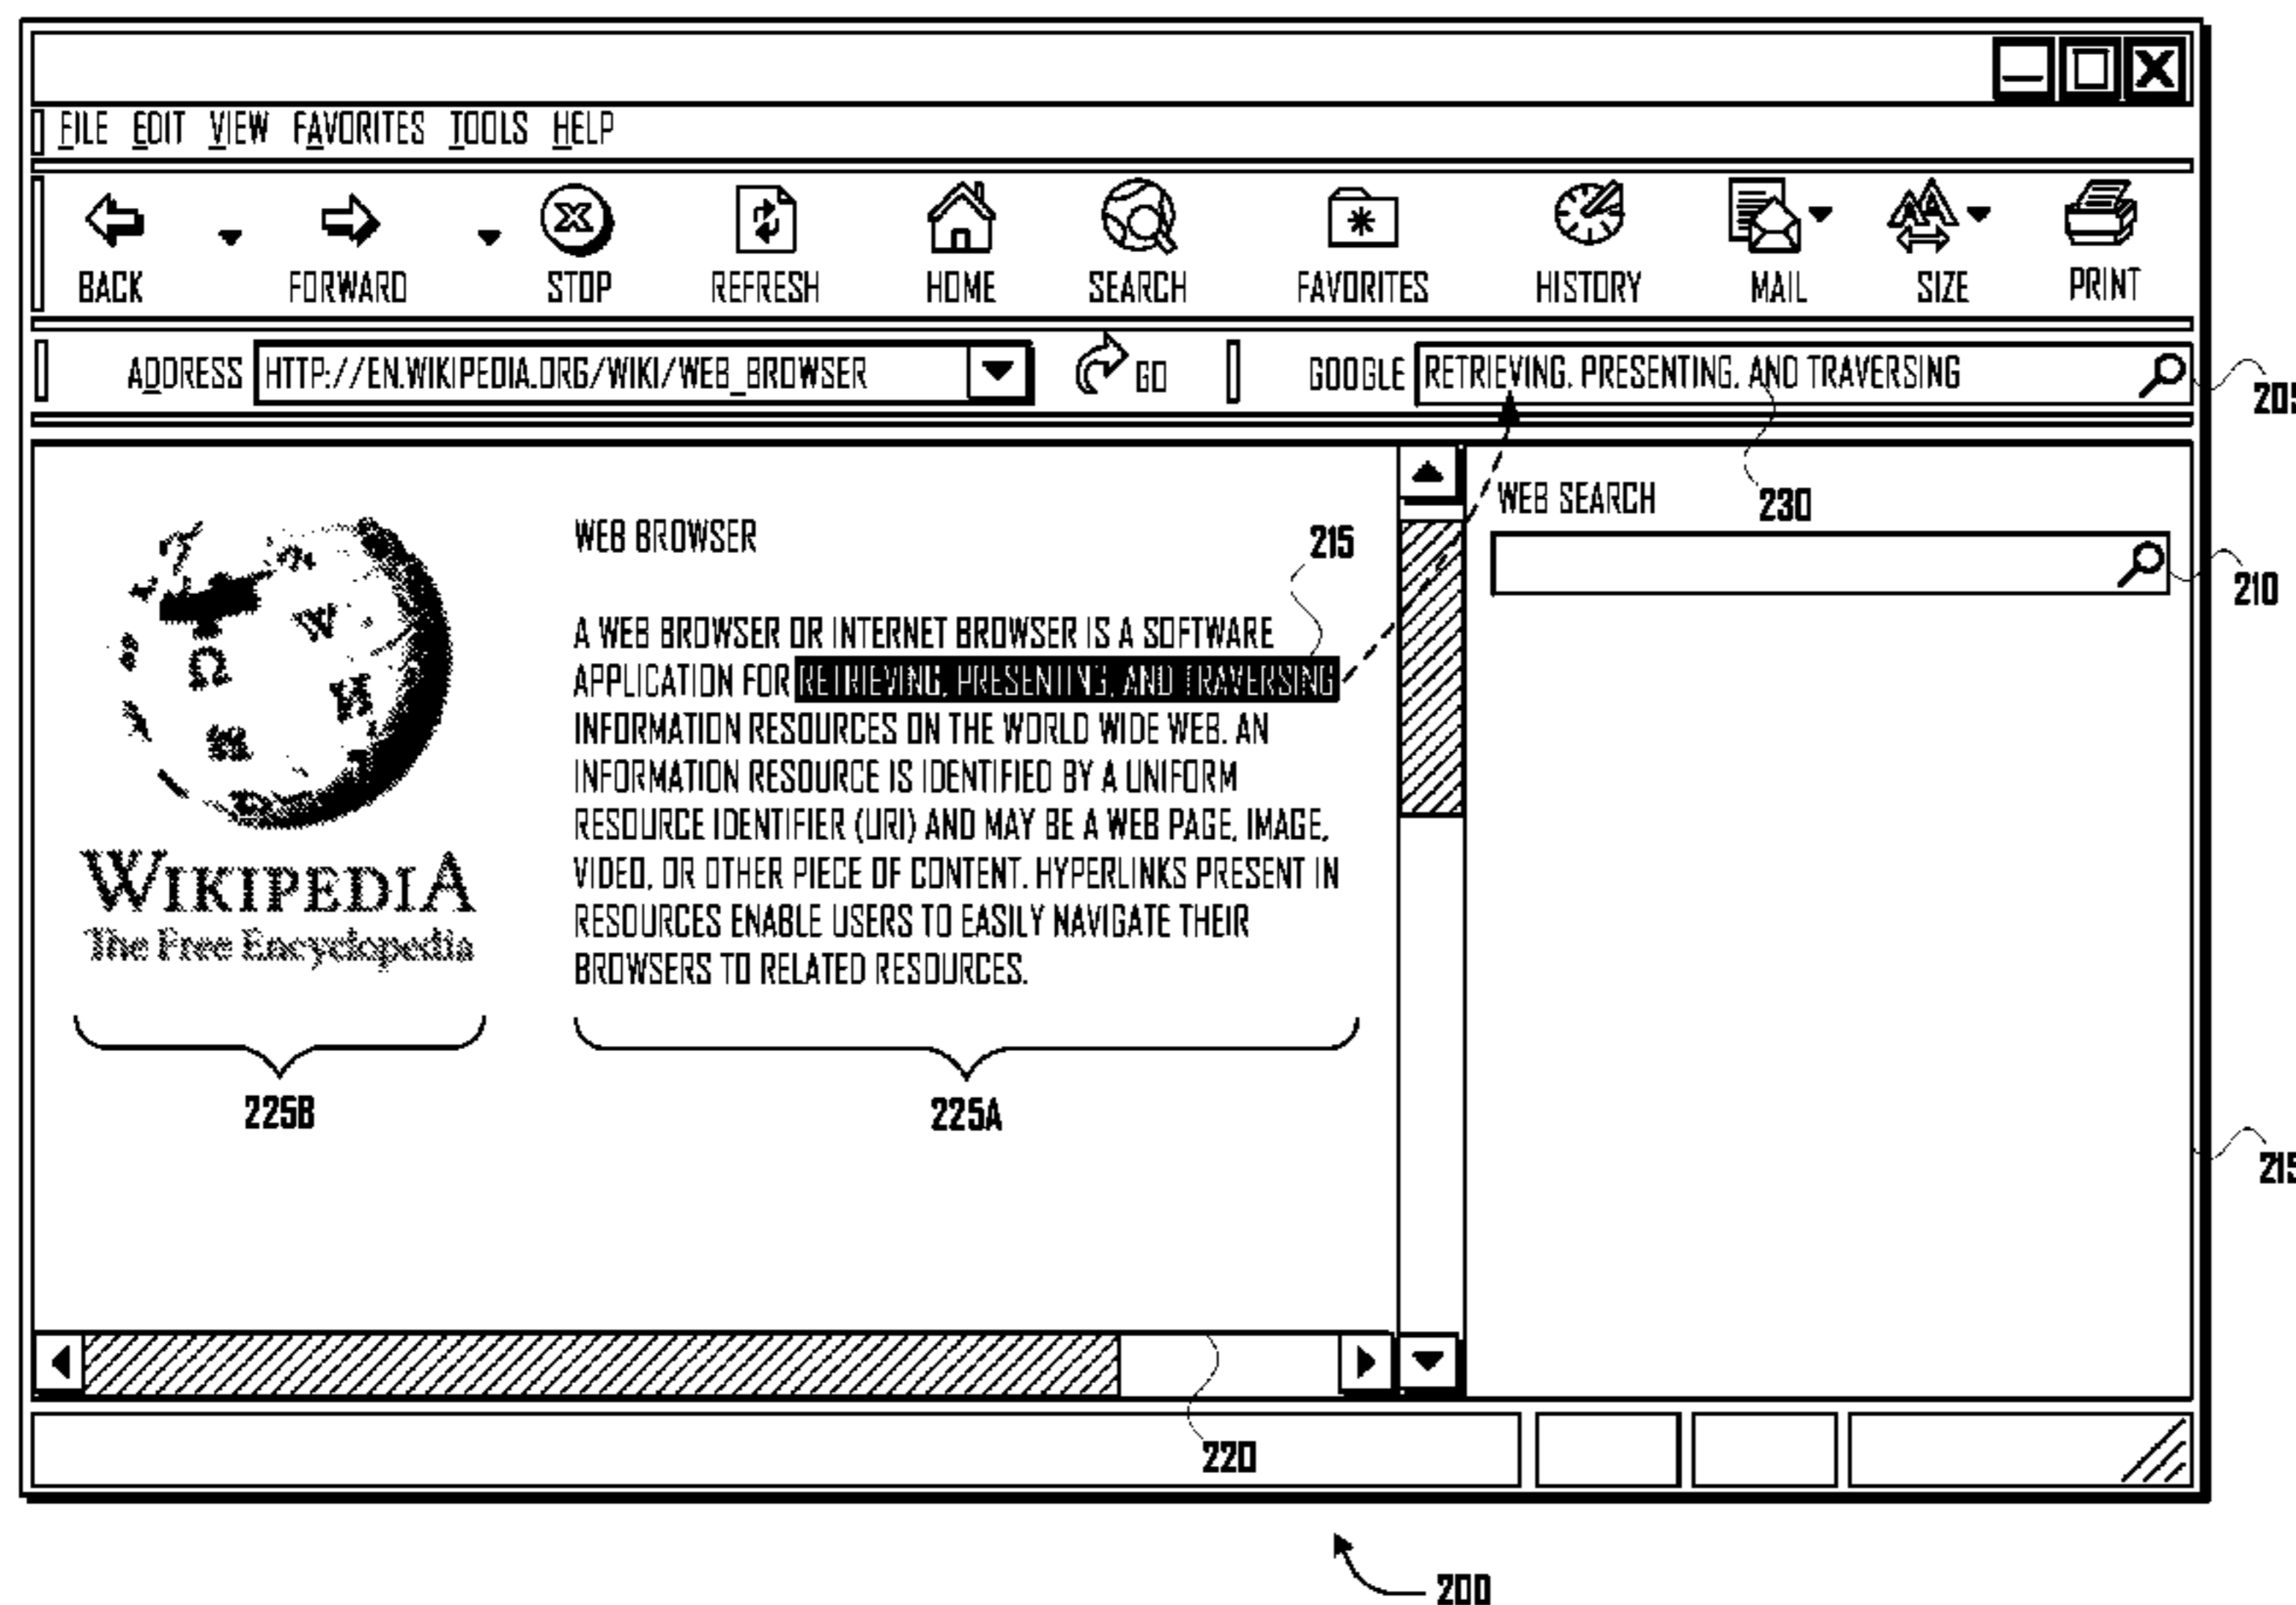 FILE EDIT VIEW FAVORITES TOOLS HELP
BACK FORWARD STOP REFRESH HOME SEARCH FAVORITES HISTORY MAIL SIZE PRINT
ADDRESS HTTP://EN.WIKIPEDIA.ORG/WIKI/WEB_BROWSER GO GOOGLE RETRIEVING, PRESENTING, AND TRAVERSING
205
WEB SEARCH
230
210
WIKIPEDIA
The Free Encyclopedia
WEB BROWSER
215
A WEB BROWSER OR INTERNET BROWSER IS A SOFTWARE
APPLICATION FOR RETRIEVING, PRESENTING, AND TRAVERSING
INFORMATION RESOURCES ON THE WORLD WIDE WEB. AN
INFORMATION RESOURCE IS IDENTIFIED BY A UNIFORM
RESOURCE IDENTIFIER (URI) AND MAY BE A WEB PAGE, IMAGE,
VIDEO, OR OTHER PIECE OF CONTENT. HYPERLINKS PRESENT IN
RESOURCES ENABLE USERS TO EASILY NAVIGATE THEIR
BROWSERS TO RELATED RESOURCES.
225B
225A
215
220
200